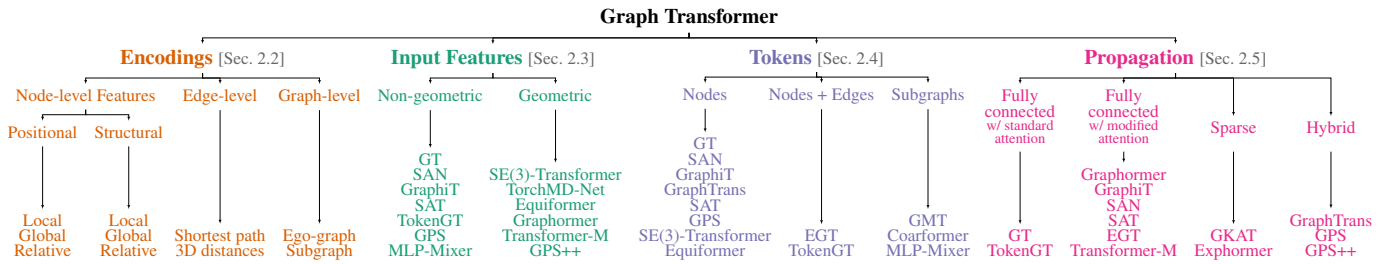 Graph Transformer
Encodings [Sec. 2.2]
Input Features [Sec. 2.3]
Tokens [Sec. 2.4]
Propagation [Sec. 2.5]
Node-level Features
Edge-level
Graph-level
Positional
Structural
Local
Global
Relative
Local
Global
Relative
Shortest path
3D distances
Ego-graph
Subgraph
Non-geometric
Geometric
GT
SAN
GraphiT
SAT
TokenGT
GPS
MLP-Mixer
SE(3)-Transformer
TorchMD-Net
Equiformer
Graphormer
Transformer-M
GPS++
Nodes
Nodes + Edges
Subgraphs
GT
SAN
GraphiT
GraphTrans
SAT
GPS
SE(3)-Transformer
Equiformer
EGT
TokenGT
GMT
Coarformer
MLP-Mixer
Fully
connected
w/ standard
attention
Fully
connected
w/ modified
attention
Sparse
Hybrid
GT
TokenGT
Graphormer
GraphiT
SAN
SAT
EGT
Transformer-M
GKAT
Exphormer
GraphTrans
GPS
GPS++